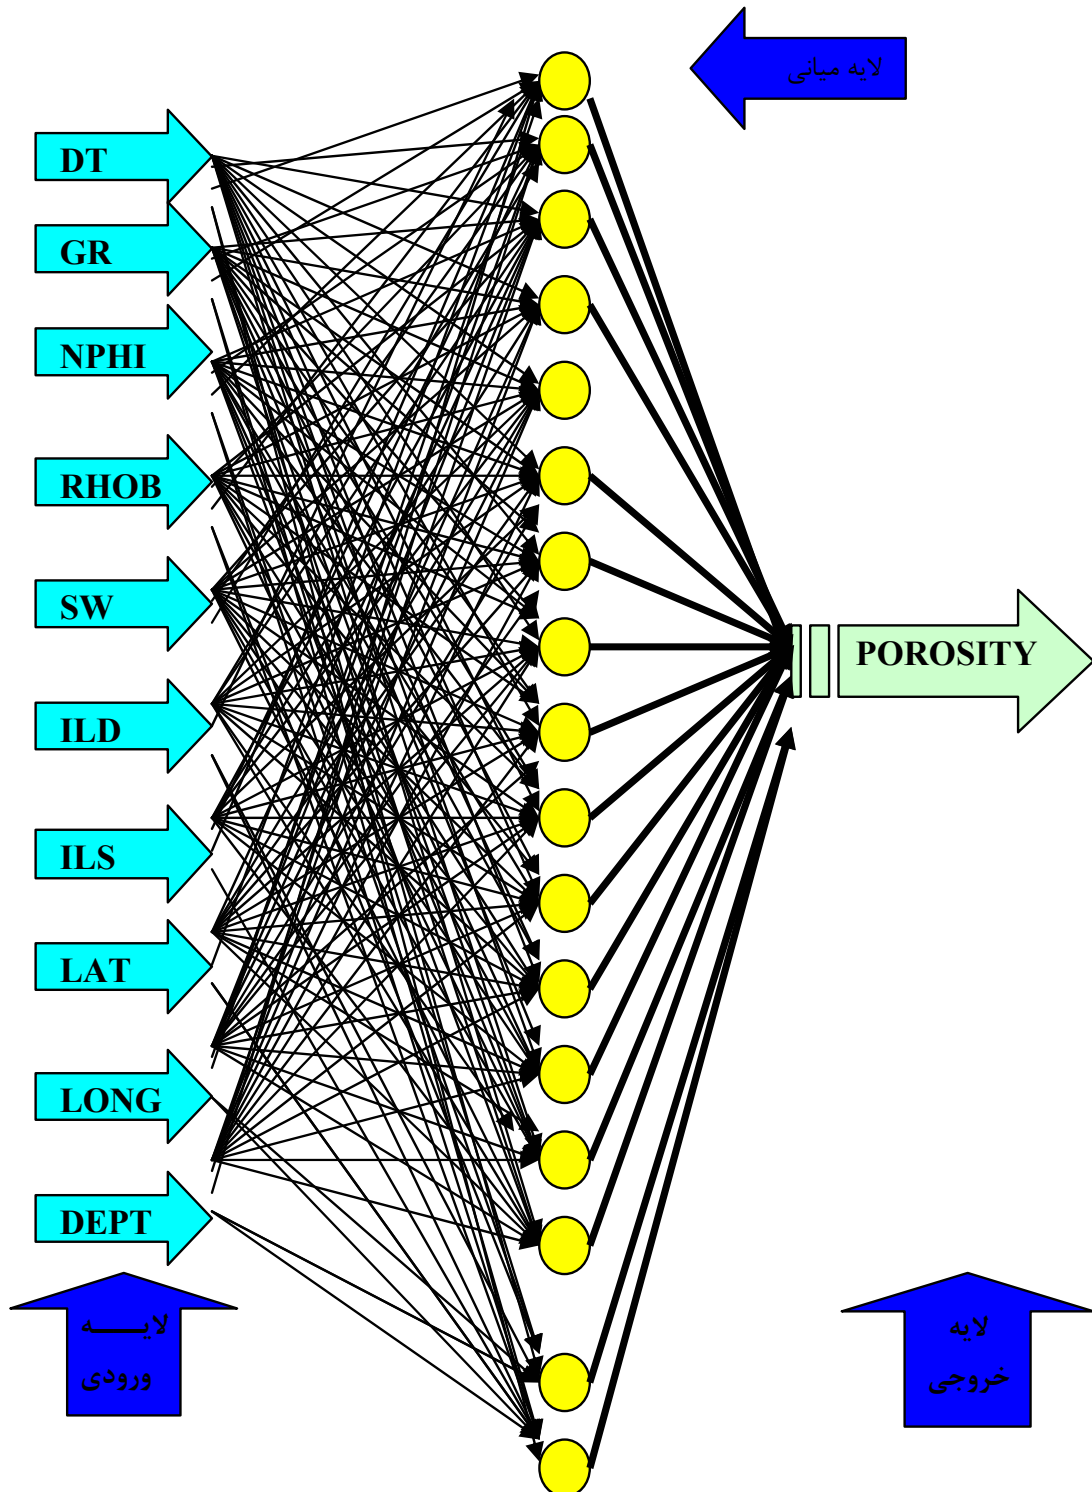 لایه میانی
DT
GR
NPHI
RHOB
SW
ILD
ILS
LAT
LONG
DEPT
POROSITY
لایـــــه
ورودی
لایه
خروجی